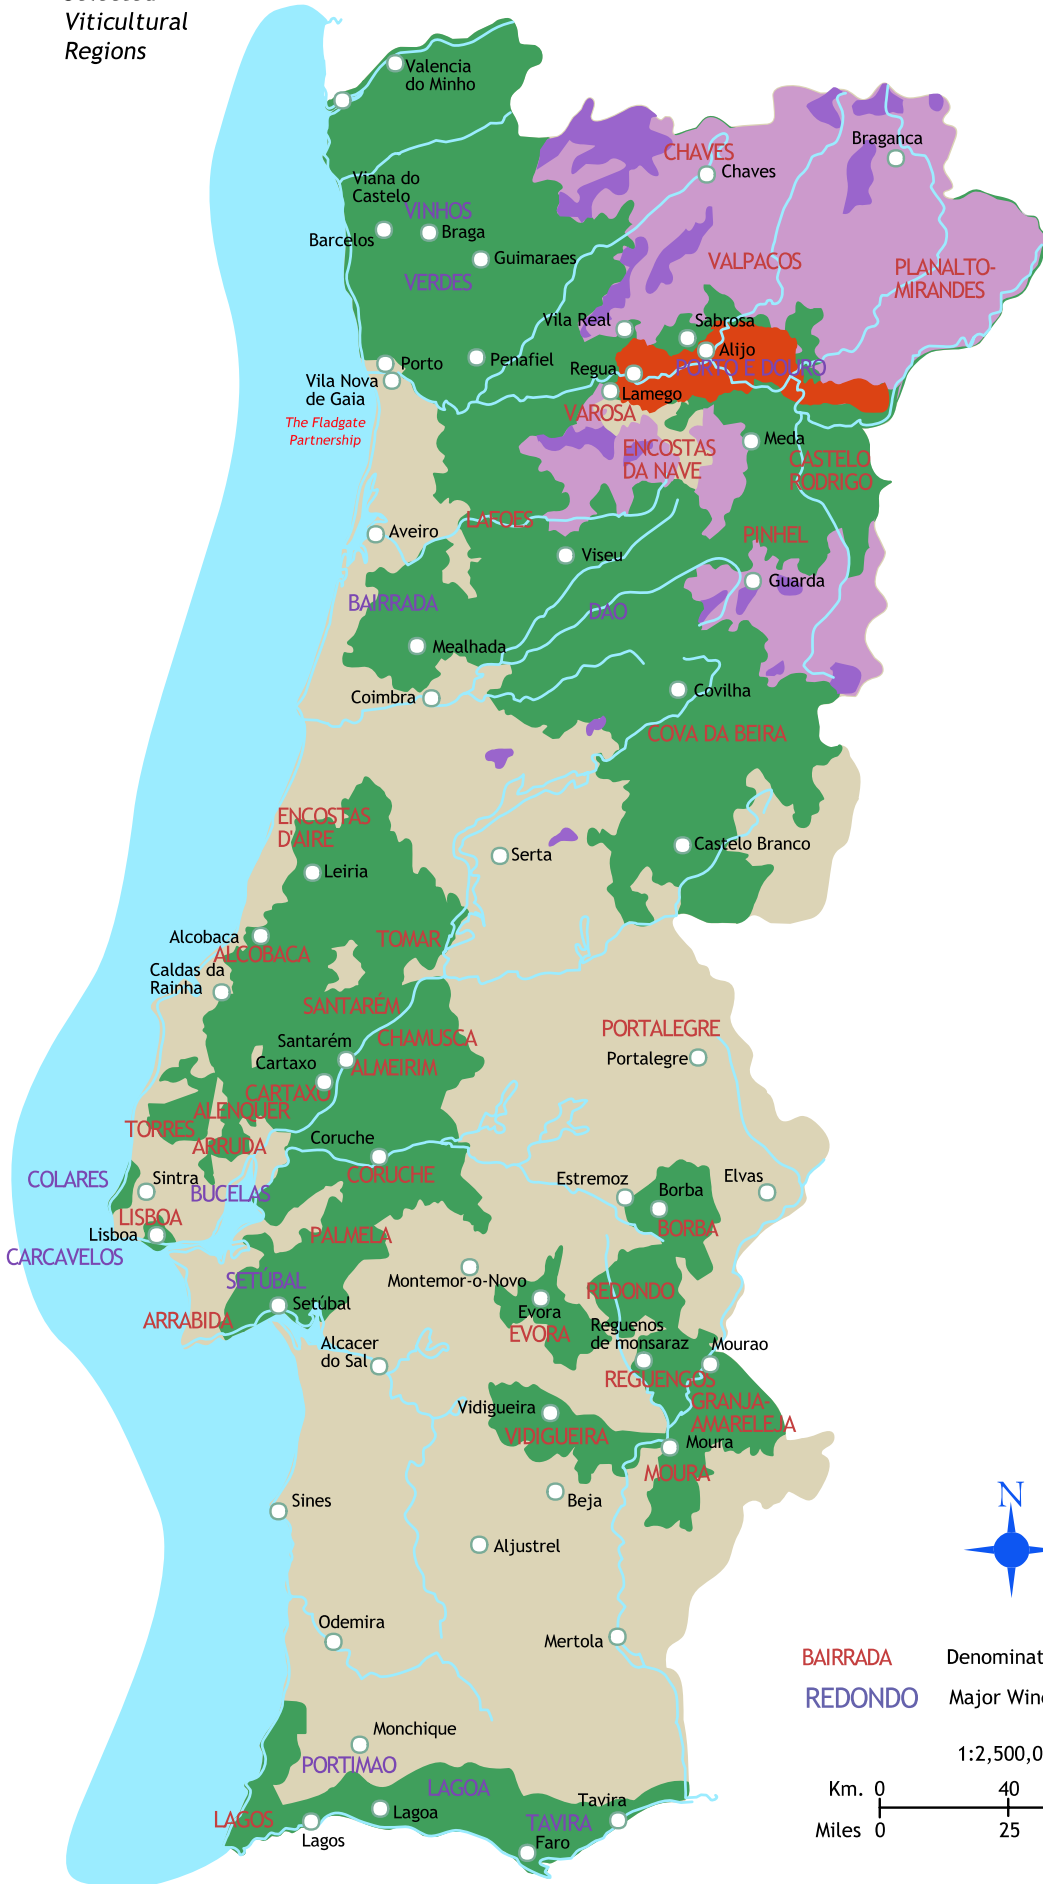 Viticultural
Regions
Valencia
do Minho
Braganca
CHAVES
Chaves
Viana do
Castelo
VINHOS
Barcelos
Braga
Guimaraes
VALPACOS
PLANALTO-
MIRANDES
VERDES
Vila Real
Sabrosa
Alijo
Porto
Penafiel
Regua
PORTO E DOURO
Vila Nova
de Gaia
Lamego
The Fladgate
Partnership
VAROSA
ENCOSTAS
DA NAVE
Meda
CASTELO
RODRIGO
LAFOES
Aveiro
PINHEL
Viseu
Guarda
BAIRRADA
DAO
Mealhada
Coimbra
Covilha
COVA DA BEIRA
ENCOSTAS
D'AIRE
Castelo Branco
Serta
Leiria
Alcobaca
TOMAR
ALCOBACA
Caldas da
Rainha
SANTARÉM
PORTALEGRE
Santarém
CHAMUSCA
Portalegre
Cartaxo
ALMEIRIM
CARTAXO
ALENQUER
TORRES
Coruche
ARRUDA
CORUCHE
COLARES
Sintra
Estremoz
Elvas
BUCELAS
Borba
LISBOA
BORBA
Lisboa
PALMELA
CARCAVELOS
SETÚBAL
Montemor-o-Novo
REDONDO
Setúbal
Evora
ARRABIDA
EVORA
Reguenos
de monsaraz
Alcacer
do Sal
Mourao
REGUENGOS
GRANJA-
AMARELEJA
Vidigueira
VIDIGUEIRA
Moura
MOURA
N
Sines
Beja
Aljustrel
Odemira
Mertola
BAIRRADA
Denominat
REDONDO
Major Win
Monchique
PORTIMAO
1:2,500,0
LAGOA
Km. 0 40
Tavira
Lagoa
LAGOS
TAVIRA
Miles 0 25
Lagos
Faro